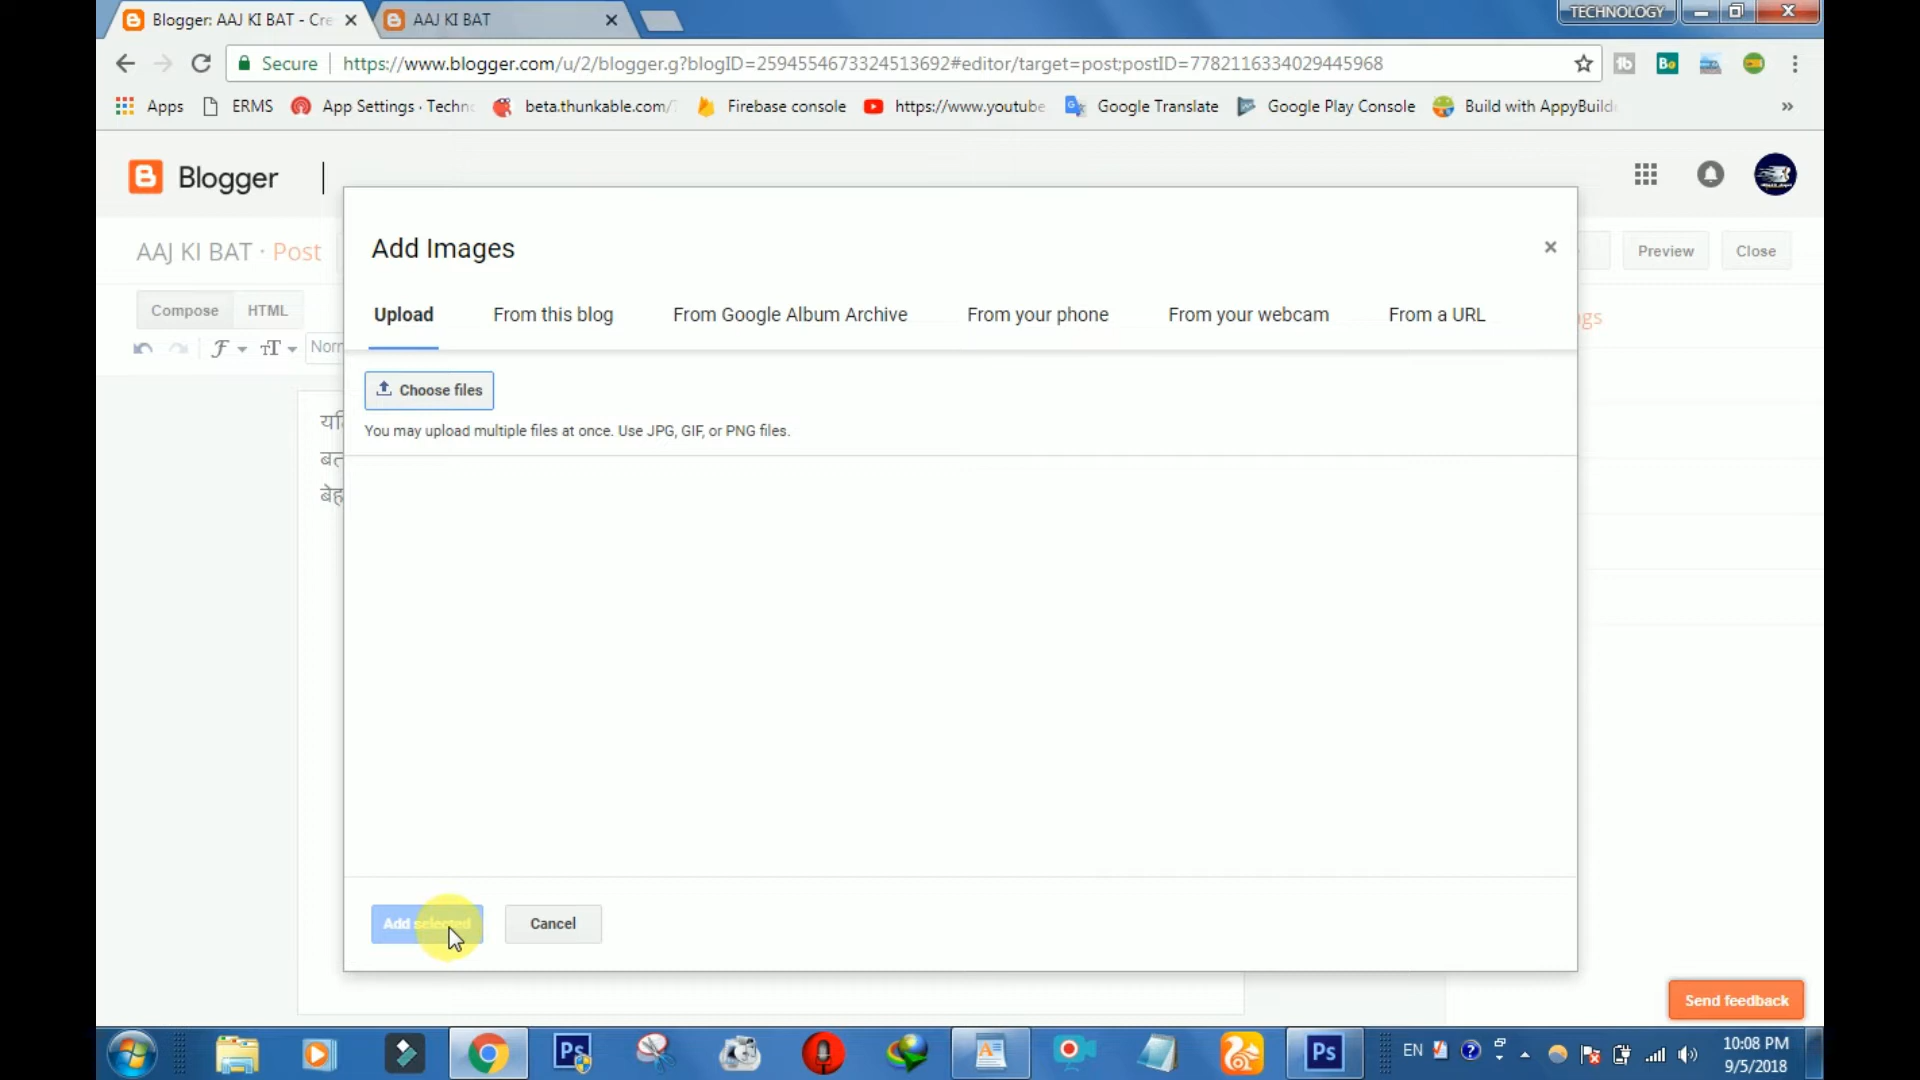 Blogger: AAJ KI BAT - Cre
AAJ KI BAT
TECHNOLOGY
Secure
https://www.blogger.com/u/2/blogger.g?blogID=2594554673324513692#editor/target=post;postID=7782116334029445968
Apps
ERMS
App Settings · Techn
beta.thunkable.com/
Firebase console
https://www.youtube
Google Translate
Google Play Console
Build with AppyBuild
»
Blogger
AAJ KI BAT · Post
Preview
Close
Compose
HTML
Add Images
Upload
From this blog
From Google Album Archive
From your phone
From your webcam
From a URL
Choose files
You may upload multiple files at once. Use JPG, GIF, or PNG files.
Add selected
Cancel
Send feedback
EN
10:08 PM
9/5/2018